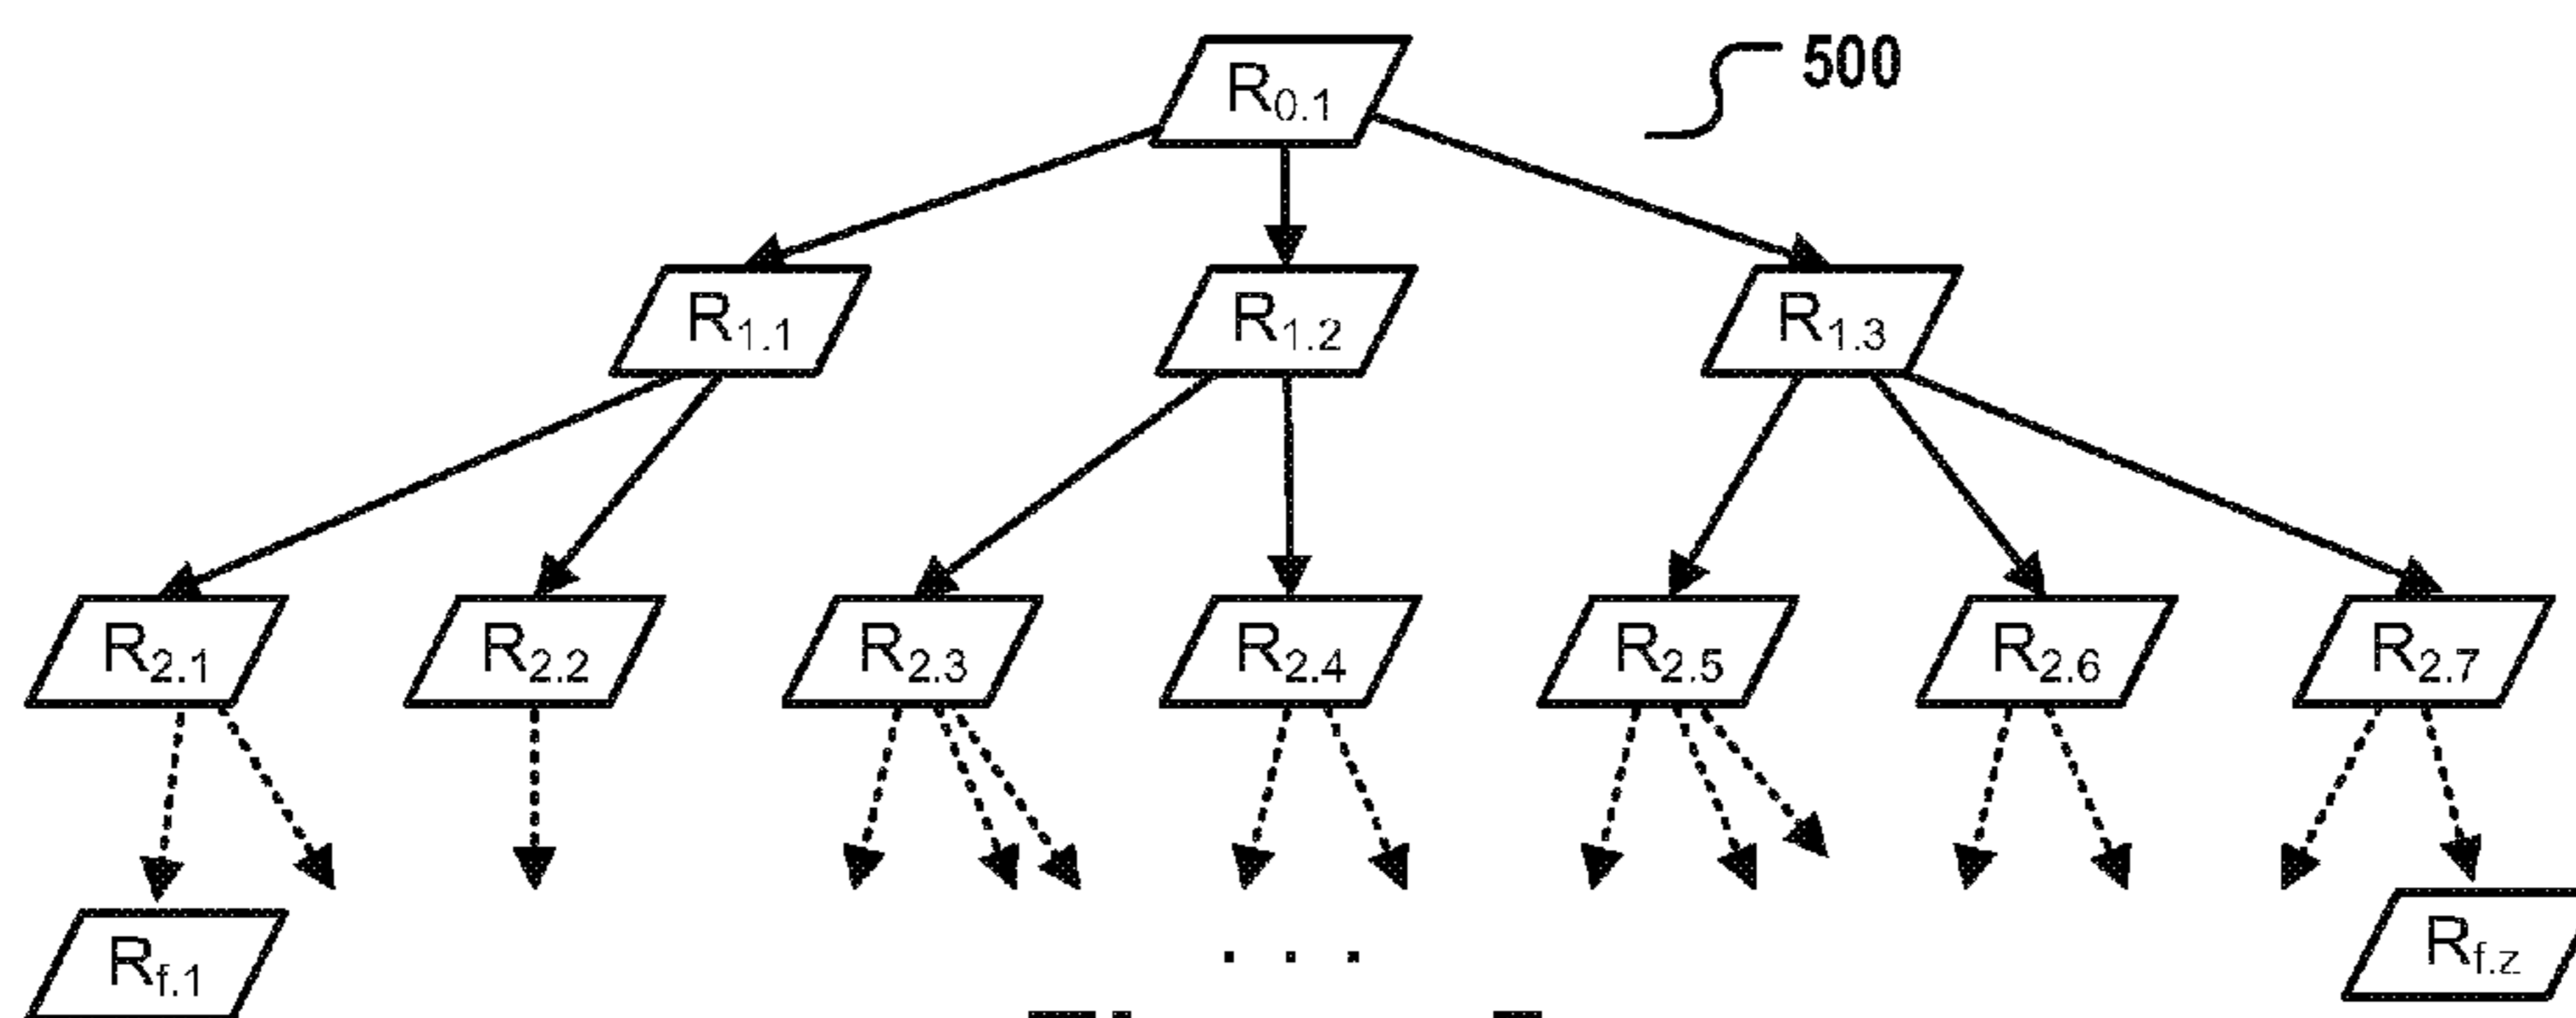 R0.1 500
R1.1 R1.2 R1.3
R2.1 R2.2 R2.3 R2.4 R2.5 R2.6 R2.7
. . .
Rf.1 Rf.z